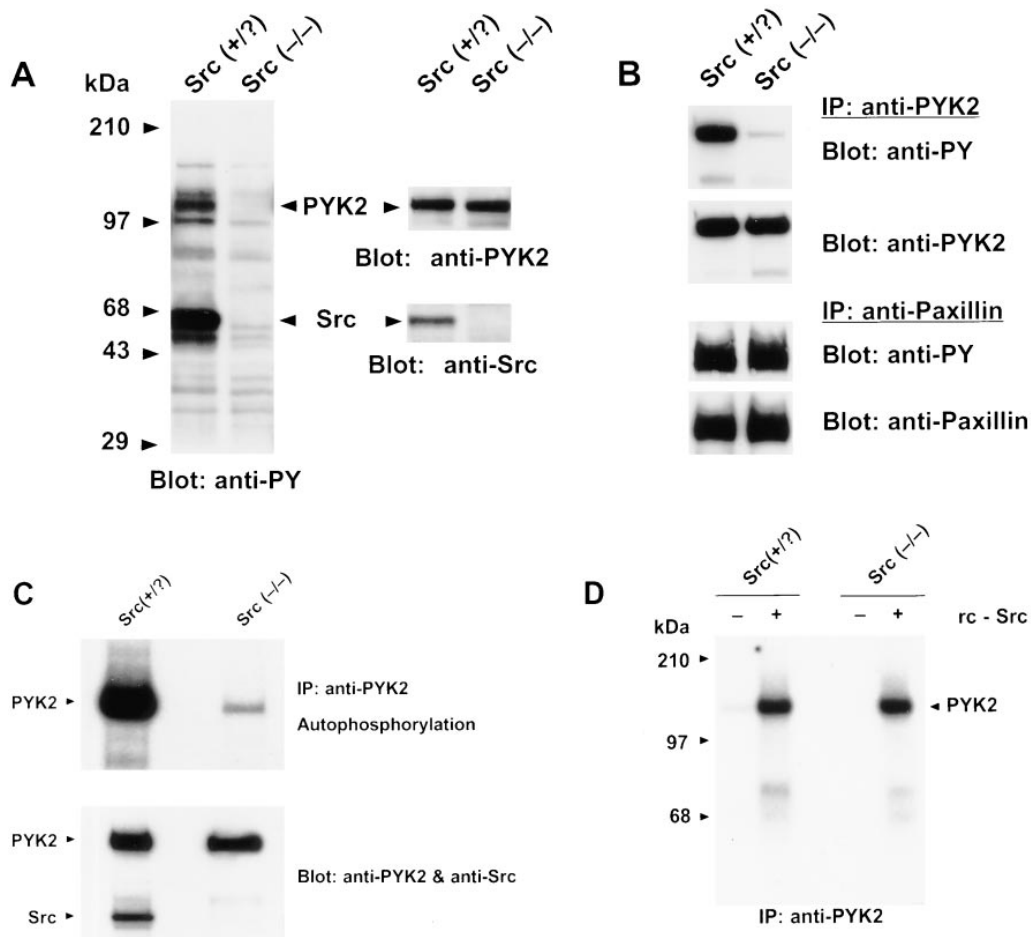 A
kDa
Src (+/?)
Src (–/–)
Src (+/?)
Src (–/–)
210
97
68
43
29
PYK2
Blot: anti-PYK2
Src
Blot: anti-Src
Blot: anti-PY
B
Src (+/?)
Src (–/–)
IP: anti-PYK2
Blot: anti-PY
Blot: anti-PYK2
IP: anti-Paxillin
Blot: anti-PY
Blot: anti-Paxillin
C
Src(+/?)
Src (–/–)
PYK2
IP: anti-PYK2
Autophosphorylation
PYK2
Blot: anti-PYK2 & anti-Src
Src
D
Src(+/?)
Src (–/–)
– + – + rc - Src
kDa
210
PYK2
97
68
IP: anti-PYK2